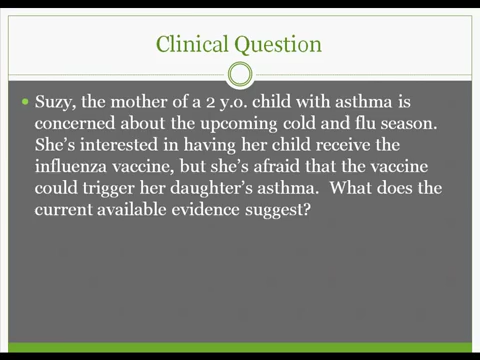 Clinical Question
Suzy, the mother of a 2 y.o. child with asthma is
concerned about the upcoming cold and flu season.
She's interested in having her child receive the
influenza vaccine, but she's afraid that the vaccine
could trigger her daughter's asthma.  What does the
current available evidence suggest?